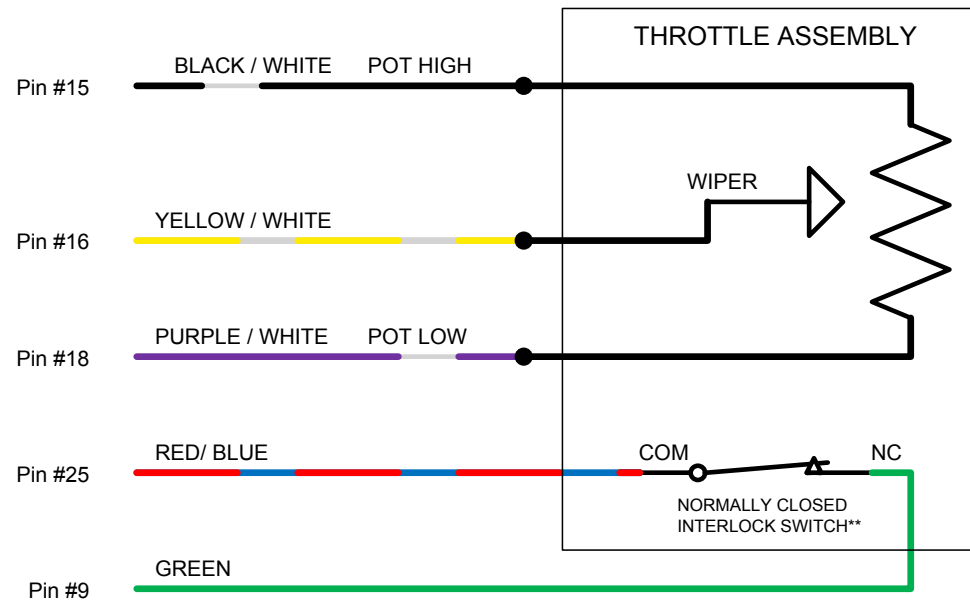 THROTTLE ASSEMBLY
Pin #15
BLACK / WHITE
POT HIGH
WIPER
Pin #16
YELLOW / WHITE
Pin #18
PURPLE / WHITE
POT LOW
Pin #25
RED/ BLUE
COM
NC
NORMALLY CLOSED
INTERLOCK SWITCH**
Pin #9
GREEN